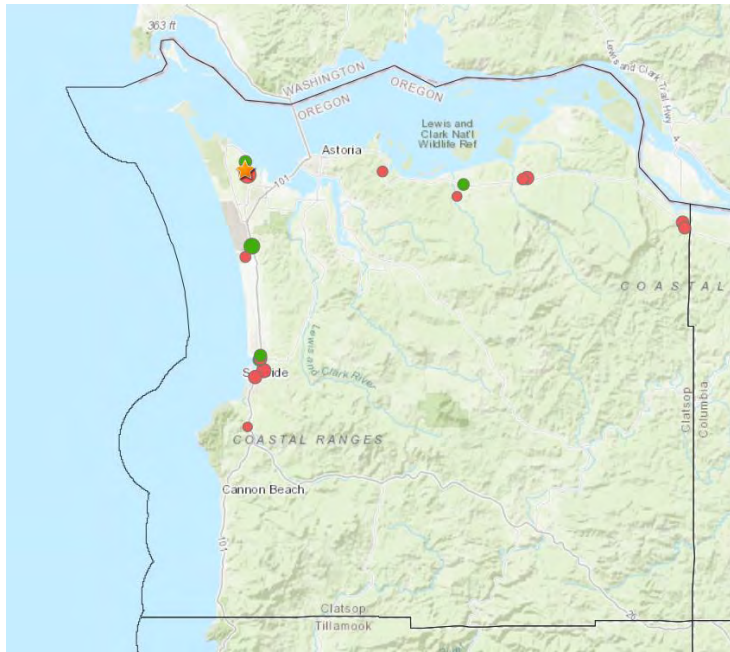 363 ft
WASHINGTON
OREGON
OREGON
Lewis and
Clark Nat'l
Wildlife Ref
Lewis and Clark
Trail Hwy
Astoria
101
COASTAL
Lewis and
Clark River
Clatsop
Columbia
COASTAL RANGES
Cannon Beach
101
Clatsop
Tillamook
26